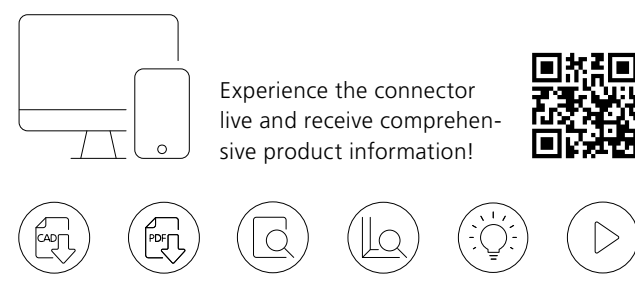 Experience the connector
live and receive comprehen-
sive product information!
CAD
PDF